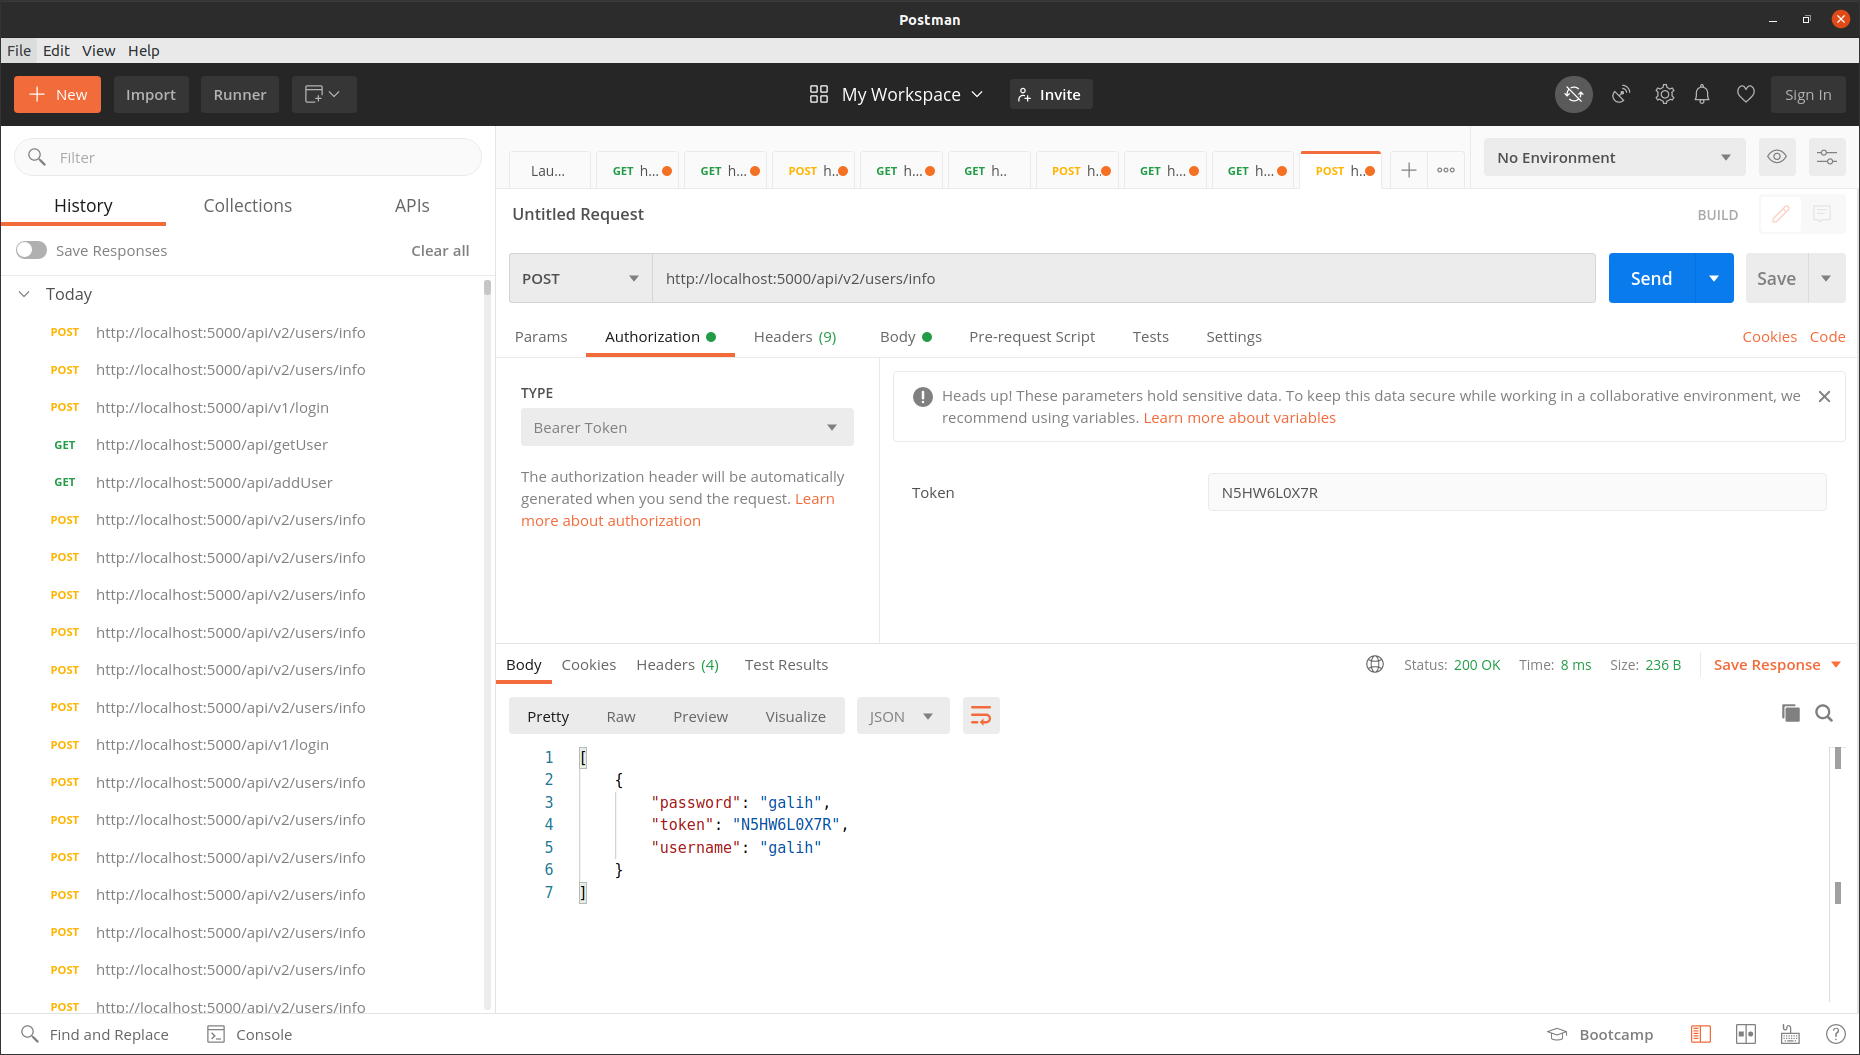 Postman
File Edit View Help
New Import Runner My Workspace Invite Sign In
Filter
History Collections APIs
Save Responses Clear all
Today
POST http://localhost:5000/api/v2/users/info
POST http://localhost:5000/api/v2/users/info
POST http://localhost:5000/api/v1/login
GET http://localhost:5000/api/getUser
GET http://localhost:5000/api/addUser
POST http://localhost:5000/api/v2/users/info
POST http://localhost:5000/api/v2/users/info
POST http://localhost:5000/api/v2/users/info
POST http://localhost:5000/api/v2/users/info
POST http://localhost:5000/api/v2/users/info
POST http://localhost:5000/api/v2/users/info
POST http://localhost:5000/api/v1/login
POST http://localhost:5000/api/v2/users/info
POST http://localhost:5000/api/v2/users/info
POST http://localhost:5000/api/v2/users/info
POST http://localhost:5000/api/v2/users/info
POST http://localhost:5000/api/v2/users/info
POST http://localhost:5000/api/v2/users/info
POST http://localhost:5000/api/v2/users/info
Lau... GET h... GET h... POST h.. GET h... GET h.. POST h.. GET h... GET h... POST h..
No Environment
Untitled Request BUILD
POST http://localhost:5000/api/v2/users/info Send Save
Params Authorization Headers (9) Body Pre-request Script Tests Settings Cookies Code
TYPE
Bearer Token
The authorization header will be automatically
generated when you send the request. Learn
more about authorization
Heads up! These parameters hold sensitive data. To keep this data secure while working in a collaborative environment, we
recommend using variables. Learn more about variables
Token N5HW6L0X7R
Body Cookies Headers (4) Test Results Status: 200 OK Time: 8 ms Size: 236 B Save Response
Pretty Raw Preview Visualize JSON
1 [
2 {
3 "password": "galih",
4 "token": "N5HW6L0X7R",
5 "username": "galih"
6 }
7 ]
Find and Replace Console Bootcamp